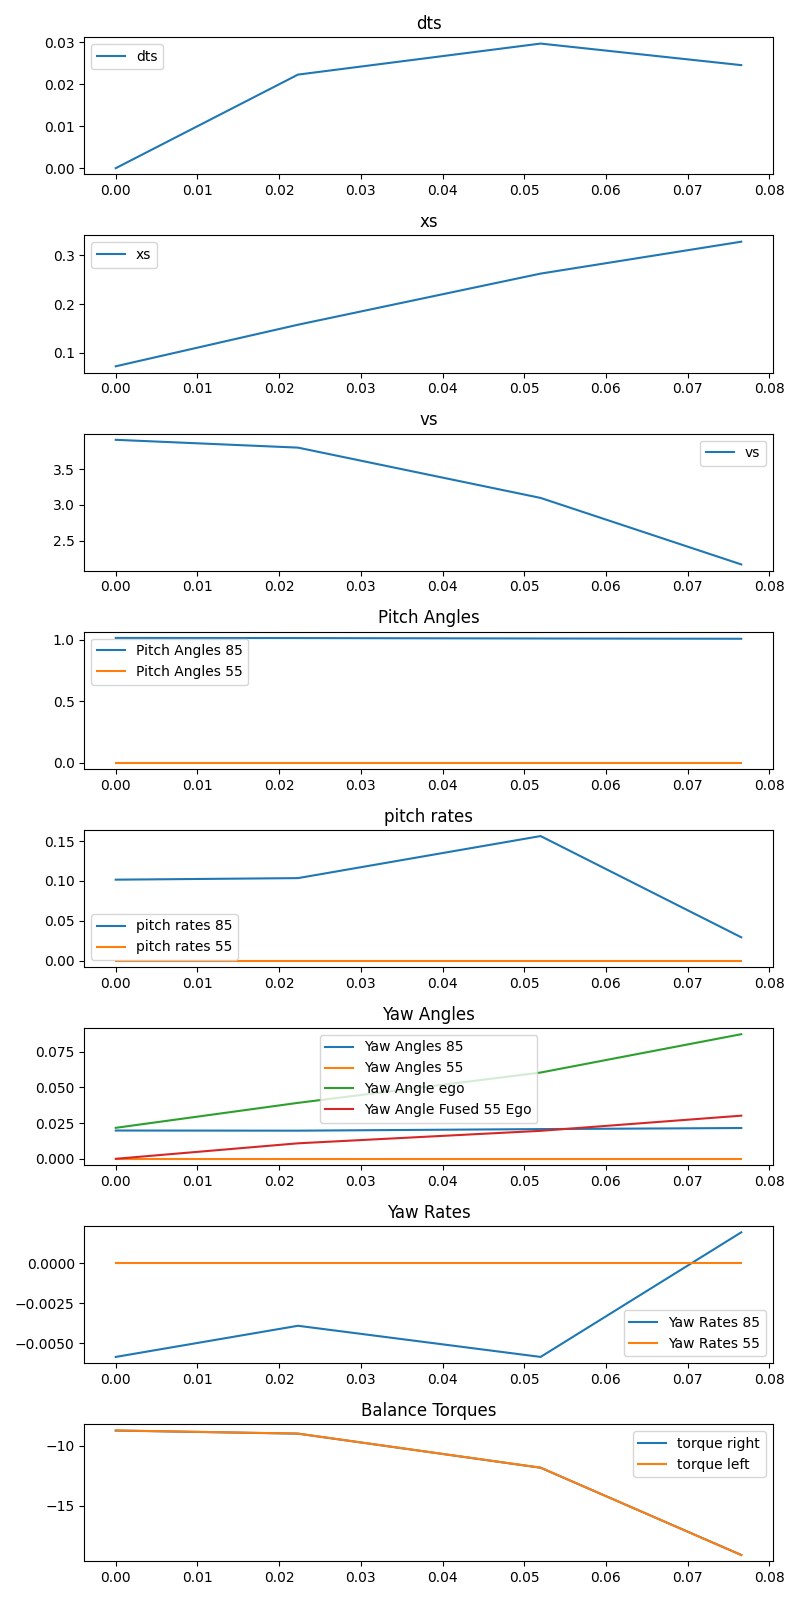 dts
dts
0.03
0.02
0.01
0.00
0.00 0.01 0.02 0.03 0.04 0.05 0.06 0.07 0.08
xs
xs
0.3
0.2
0.1
0.00 0.01 0.02 0.03 0.04 0.05 0.06 0.07 0.08
vs
vs
3.5
3.0
2.5
0.00 0.01 0.02 0.03 0.04 0.05 0.06 0.07 0.08
Pitch Angles
1.0
Pitch Angles 85
Pitch Angles 55
0.5
0.0
0.00 0.01 0.02 0.03 0.04 0.05 0.06 0.07 0.08
pitch rates
0.15
0.10
0.05
pitch rates 85
pitch rates 55
0.00
0.00 0.01 0.02 0.03 0.04 0.05 0.06 0.07 0.08
Yaw Angles
Yaw Angles 85
Yaw Angles 55
Yaw Angle ego
Yaw Angle Fused 55 Ego
0.075
0.050
0.025
0.000
0.00 0.01 0.02 0.03 0.04 0.05 0.06 0.07 0.08
Yaw Rates
0.0000
−0.0025
−0.0050
Yaw Rates 85
Yaw Rates 55
0.00 0.01 0.02 0.03 0.04 0.05 0.06 0.07 0.08
Balance Torques
torque right
torque left
−10
−15
0.00 0.01 0.02 0.03 0.04 0.05 0.06 0.07 0.08